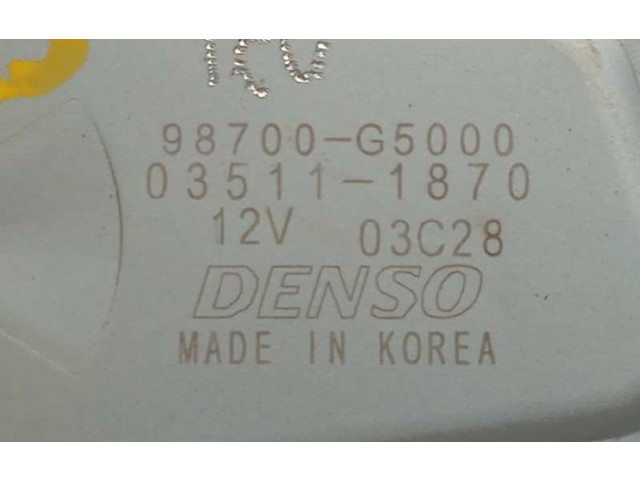 98700-G5000
03511-1870
12V 03C28
DENSO
MADE IN KOREA